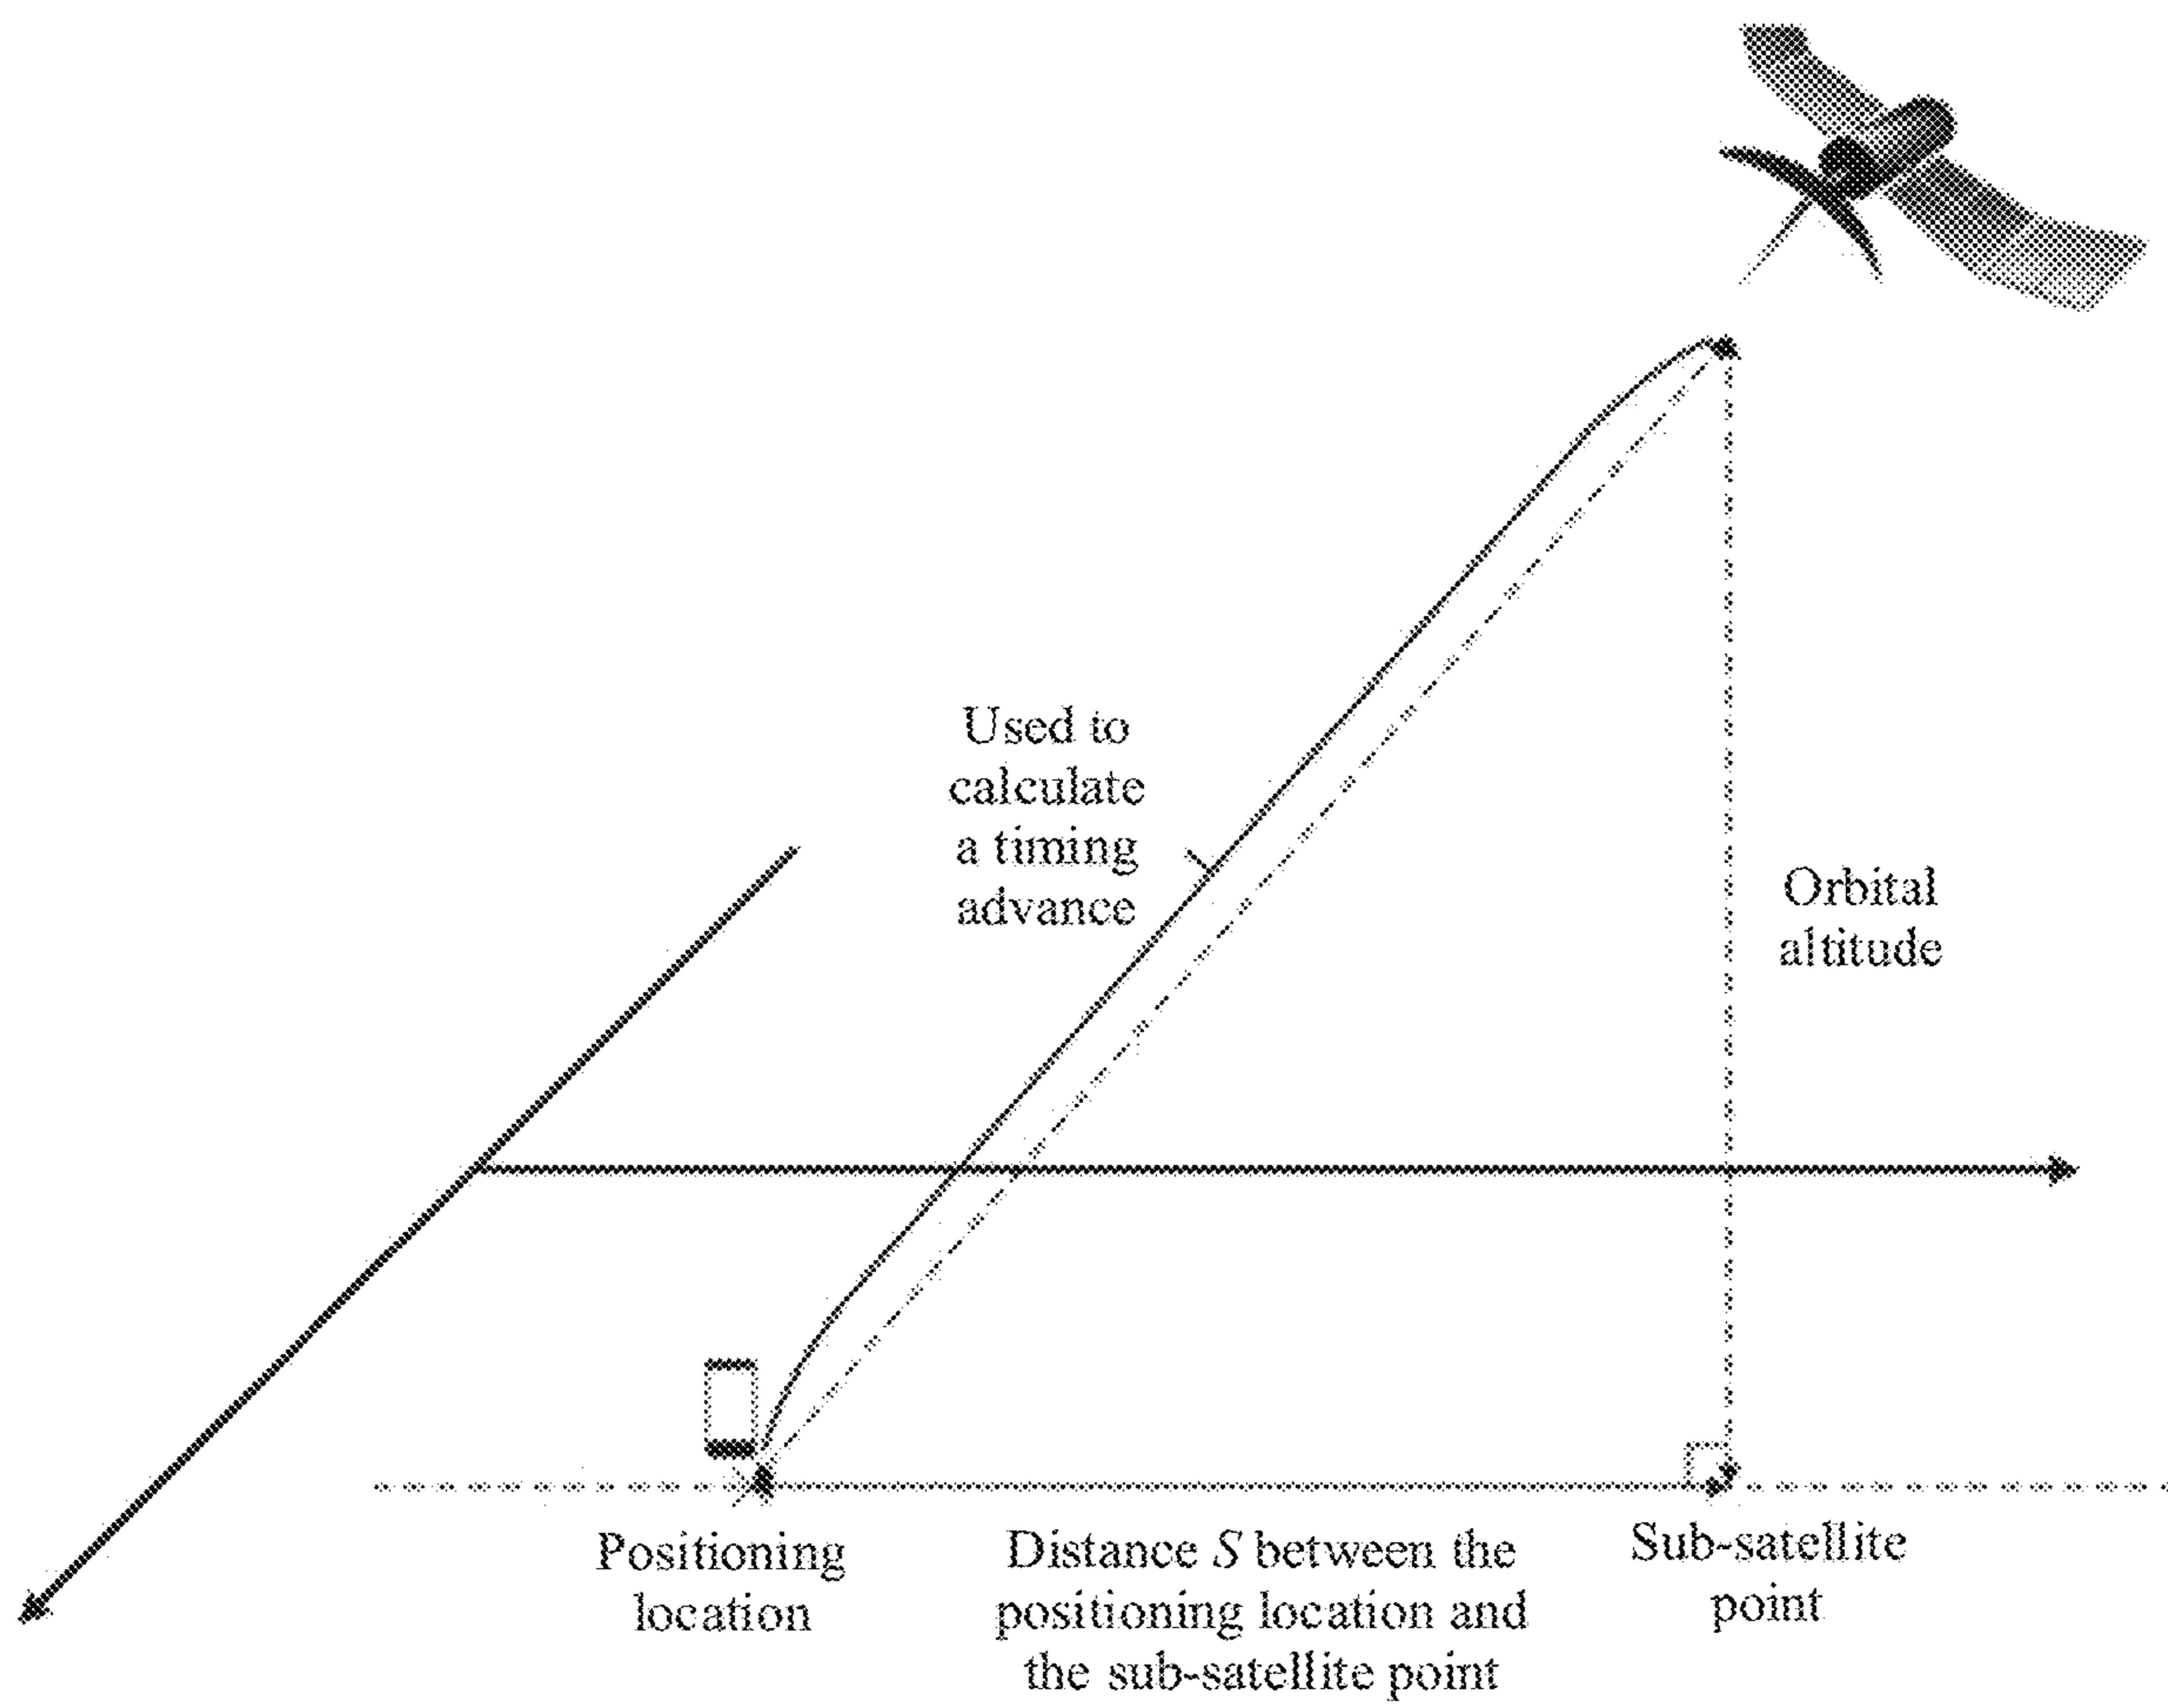 Used to
calculate
a timing
advance
Orbital
altitude
Positioning
location
Distance S between the
positioning location and
the sub-satellite point
Sub-satellite
point